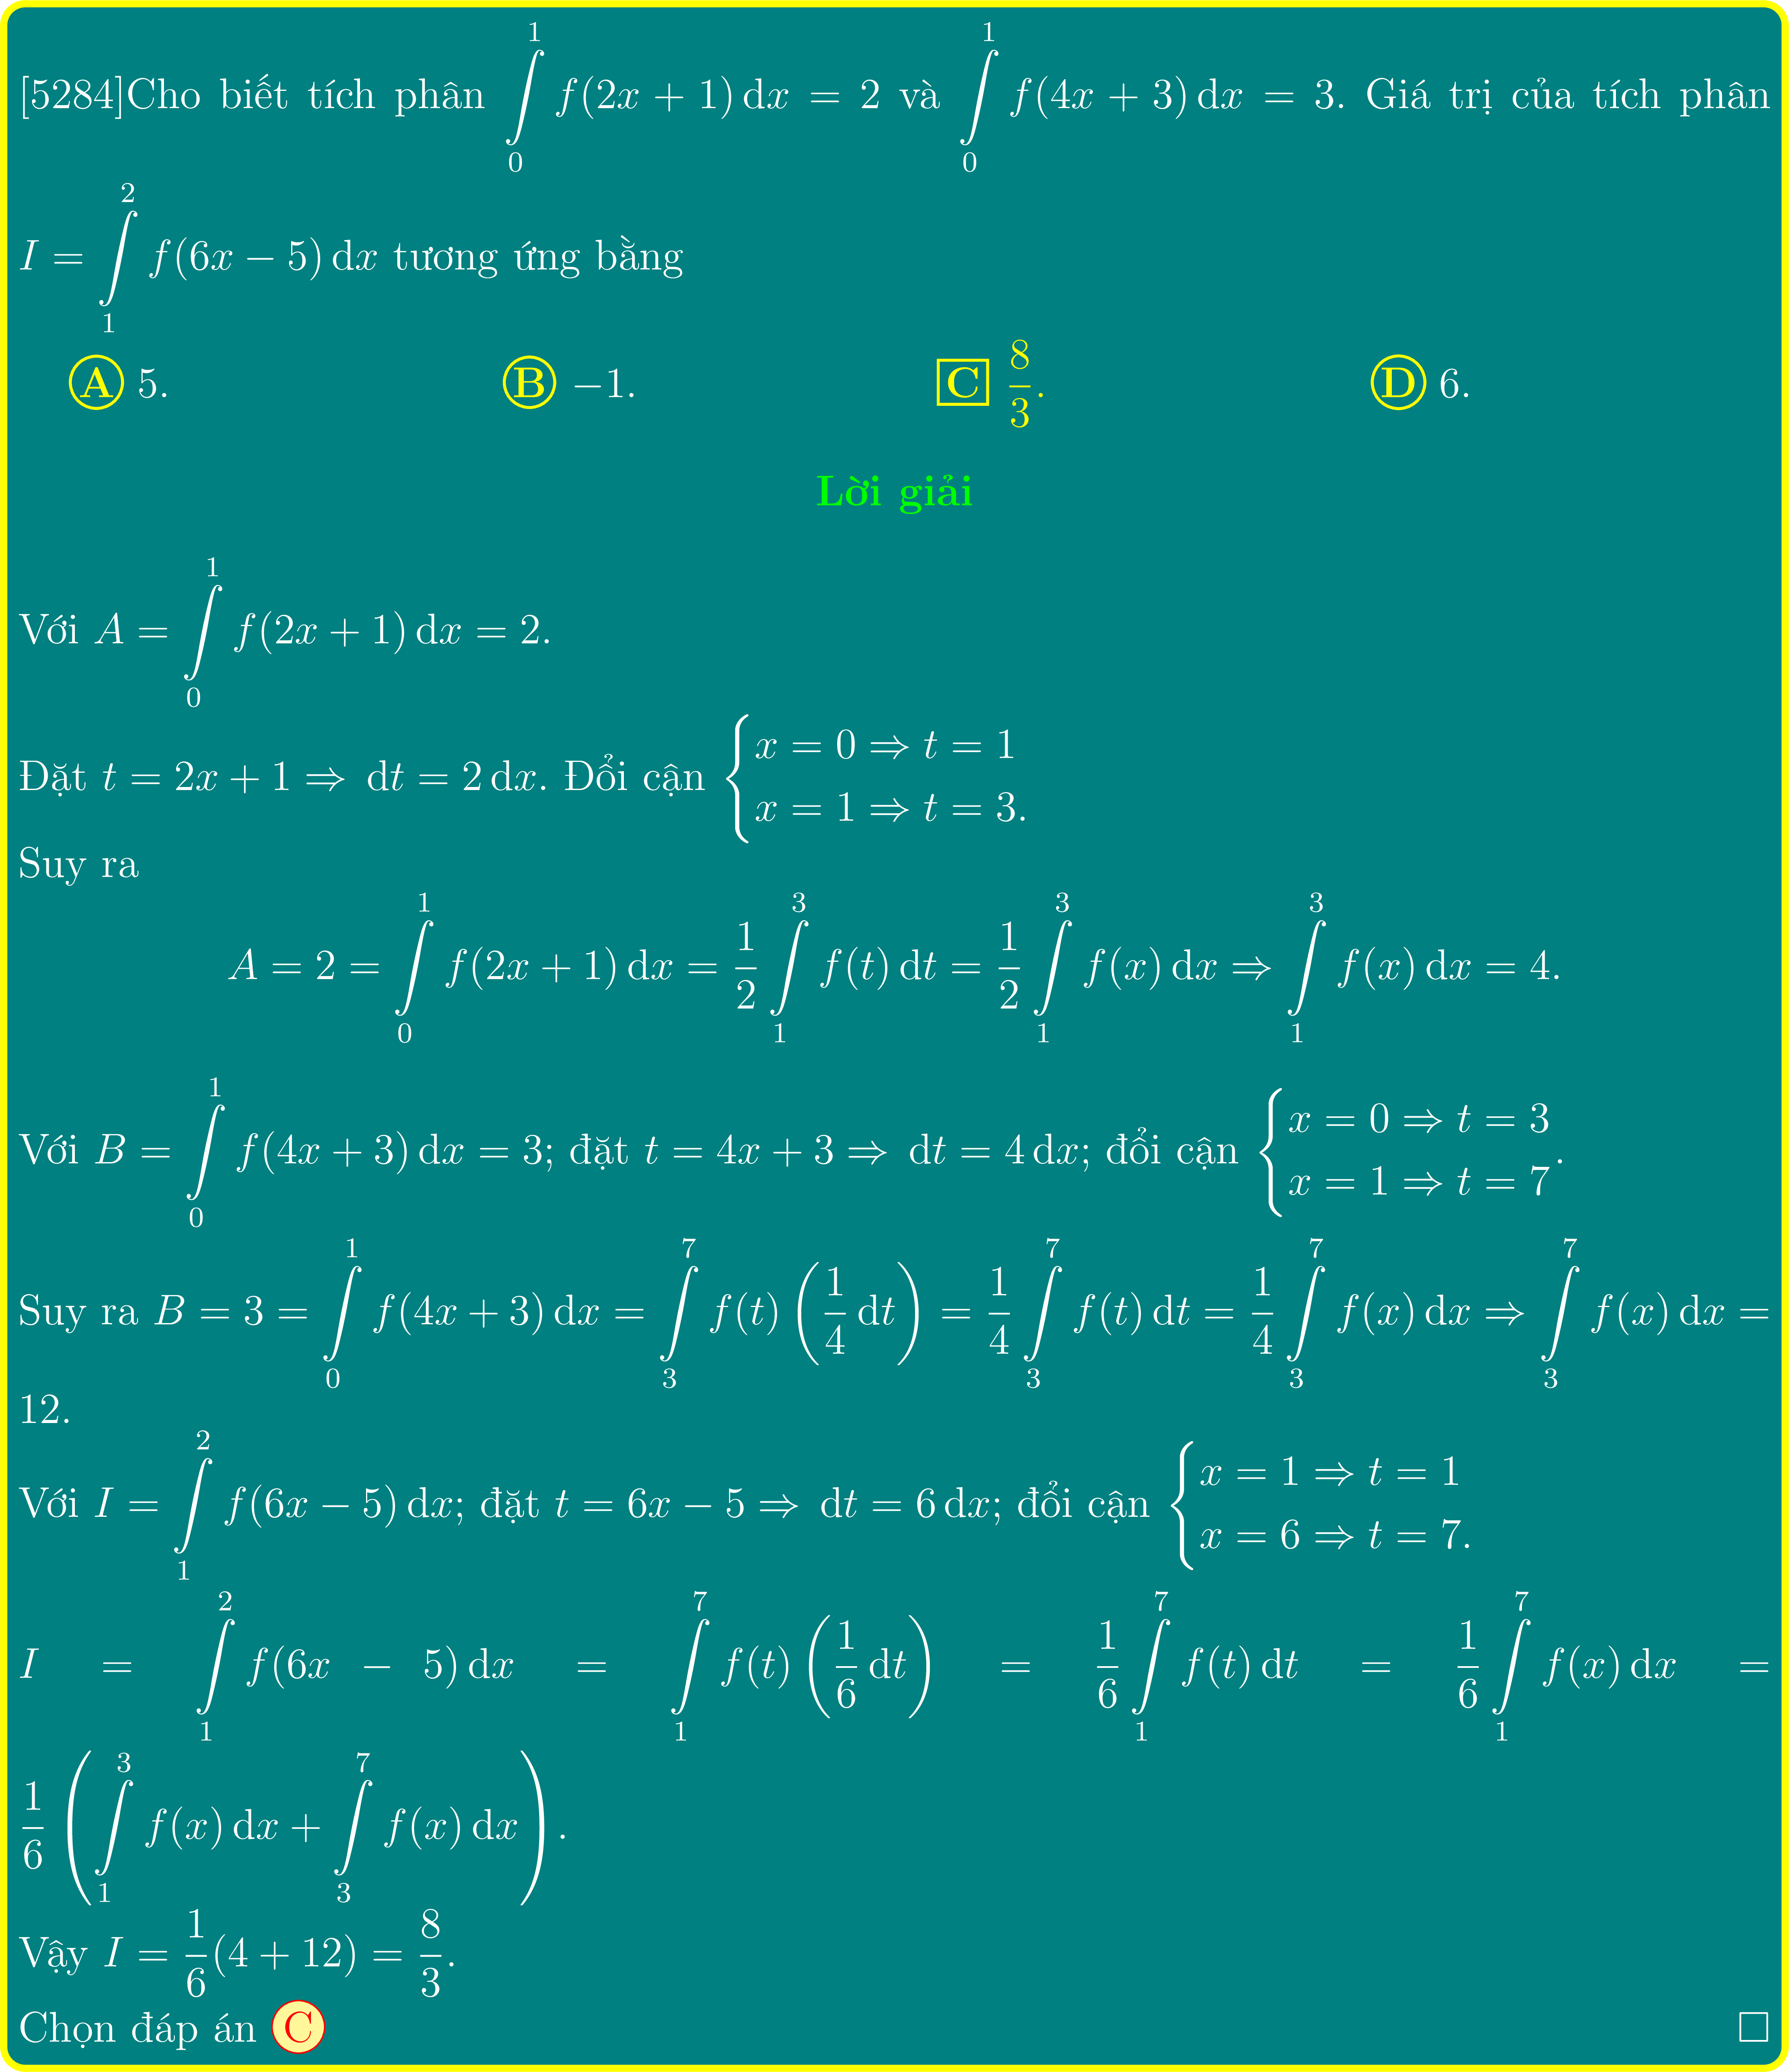 [5284]Cho biết tích phân $\int\limits_0^1 f(2x+1)\,\mathrm{d}x = 2$ và $\int\limits_0^1 f(4x+3)\,\mathrm{d}x = 3$. Giá trị của tích phân
$I = \int\limits_1^2 f(6x-5)\,\mathrm{d}x$ tương ứng bằng
A 5. B $-1$. C $\dfrac{8}{3}$. D 6.
Lời giải
Với $A = \int\limits_0^1 f(2x+1)\,\mathrm{d}x = 2$.
Đặt $t = 2x+1 \Rightarrow \mathrm{d}t = 2\,\mathrm{d}x$. Đổi cận $\begin{cases} x = 0 \Rightarrow t = 1 \\ x = 1 \Rightarrow t = 3. \end{cases}$
Suy ra
$A = 2 = \int\limits_0^1 f(2x+1)\,\mathrm{d}x = \dfrac{1}{2}\int\limits_1^3 f(t)\,\mathrm{d}t = \dfrac{1}{2}\int\limits_1^3 f(x)\,\mathrm{d}x \Rightarrow \int\limits_1^3 f(x)\,\mathrm{d}x = 4.$
Với $B = \int\limits_0^1 f(4x+3)\,\mathrm{d}x = 3$; đặt $t = 4x+3 \Rightarrow \mathrm{d}t = 4\,\mathrm{d}x$; đổi cận $\begin{cases} x = 0 \Rightarrow t = 3 \\ x = 1 \Rightarrow t = 7 \end{cases}$.
Suy ra $B = 3 = \int\limits_0^1 f(4x+3)\,\mathrm{d}x = \int\limits_3^7 f(t)\left(\dfrac{1}{4}\,\mathrm{d}t\right) = \dfrac{1}{4}\int\limits_3^7 f(t)\,\mathrm{d}t = \dfrac{1}{4}\int\limits_3^7 f(x)\,\mathrm{d}x \Rightarrow \int\limits_3^7 f(x)\,\mathrm{d}x =$
12.
Với $I = \int\limits_1^2 f(6x-5)\,\mathrm{d}x$; đặt $t = 6x-5 \Rightarrow \mathrm{d}t = 6\,\mathrm{d}x$; đổi cận $\begin{cases} x = 1 \Rightarrow t = 1 \\ x = 6 \Rightarrow t = 7. \end{cases}$
$I = \int\limits_1^2 f(6x-5)\,\mathrm{d}x = \int\limits_1^7 f(t)\left(\dfrac{1}{6}\,\mathrm{d}t\right) = \dfrac{1}{6}\int\limits_1^7 f(t)\,\mathrm{d}t = \dfrac{1}{6}\int\limits_1^7 f(x)\,\mathrm{d}x =$
$\dfrac{1}{6}\left(\int\limits_1^3 f(x)\,\mathrm{d}x + \int\limits_3^7 f(x)\,\mathrm{d}x\right).$
Vậy $I = \dfrac{1}{6}(4+12) = \dfrac{8}{3}$.
Chọn đáp án C □